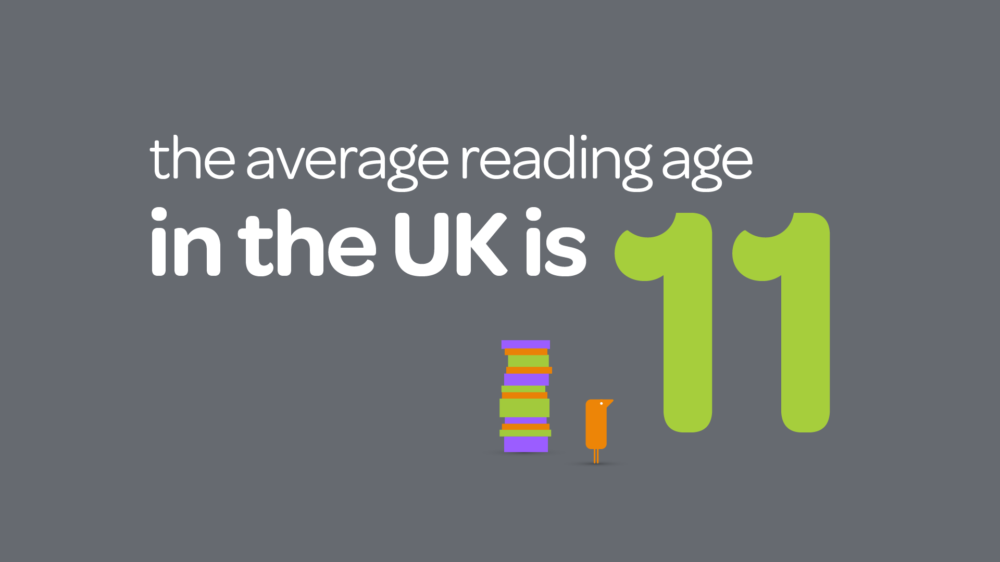 the average reading age
in the UK is 11